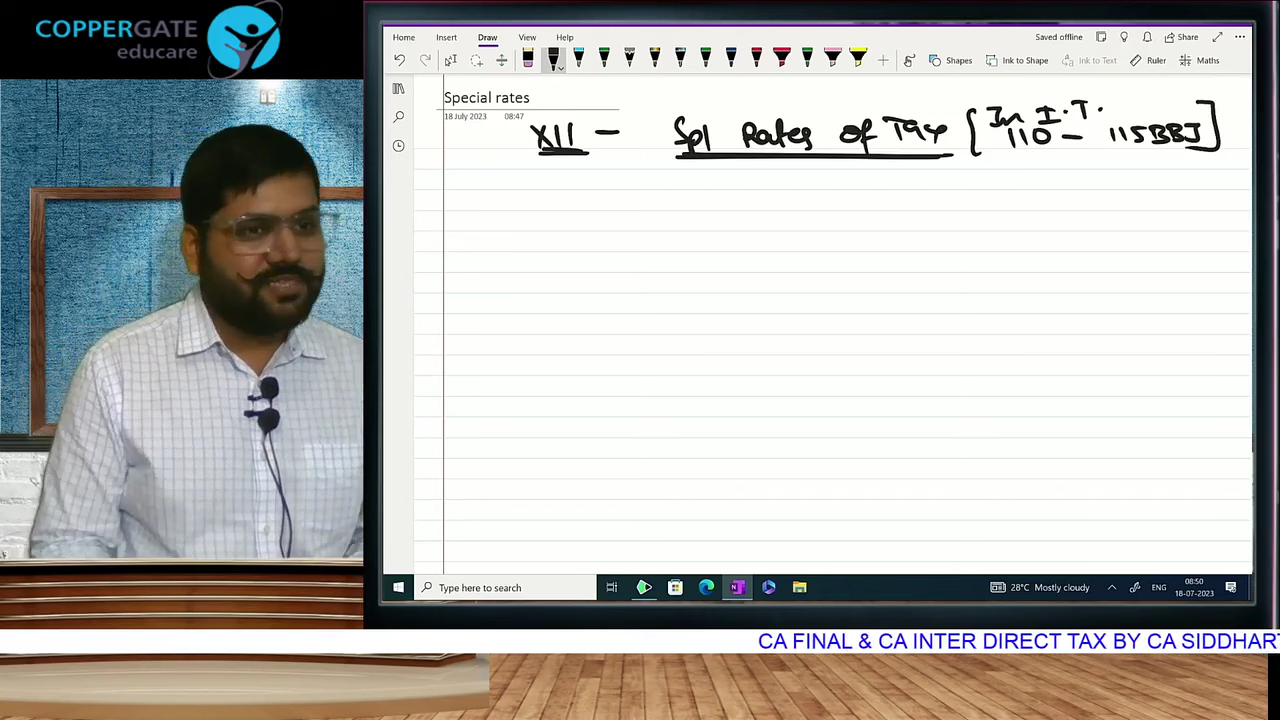 COPPERGATE
educare
Home Insert Draw View Help
Saved offline
Share
Shapes
Ink to Shape
Ink to Text
Ruler
Maths
Special rates
18 July 2023 08:47
XII - Spl Rates of Tax [In I.T. 110 - 115BBJ]
Type here to search
28°C Mostly cloudy
ENG
08:50
18-07-2023
CA FINAL & CA INTER DIRECT TAX BY CA SIDDHART